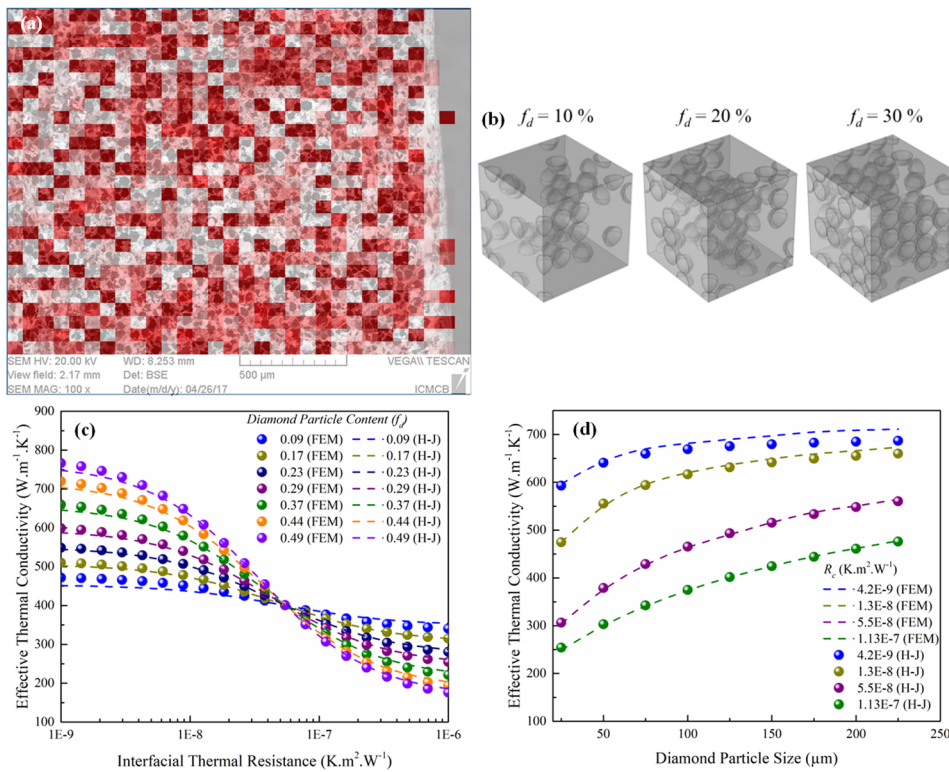 (a)
SEM HV: 20.00 kV WD: 8.253 mm VEGA\\ TESCAN
View field: 2.17 mm Det: BSE 500 µm
SEM MAG: 100 x Date(m/d/y): 04/26/17 ICMCB
(b)
f_d = 10 % f_d = 20 % f_d = 30 %
(c)
Diamond Particle Content (f_d)
0.09 (FEM) 0.09 (H-J)
0.17 (FEM) 0.17 (H-J)
0.23 (FEM) 0.23 (H-J)
0.29 (FEM) 0.29 (H-J)
0.37 (FEM) 0.37 (H-J)
0.44 (FEM) 0.44 (H-J)
0.49 (FEM) 0.49 (H-J)
Effective Thermal Conductivity (W.m⁻¹.K⁻¹)
900
800
700
600
500
400
300
200
100
1E-9 1E-8 1E-7 1E-6
Interfacial Thermal Resistance (K.m².W⁻¹)
(d)
Effective Thermal Conductivity (W.m⁻¹.K⁻¹)
700
600
500
400
300
200
100
R_c (K.m².W⁻¹)
4.2E-9 (FEM)
1.3E-8 (FEM)
5.5E-8 (FEM)
1.13E-7 (FEM)
4.2E-9 (H-J)
1.3E-8 (H-J)
5.5E-8 (H-J)
1.13E-7 (H-J)
50 100 150 200 250
Diamond Particle Size (µm)